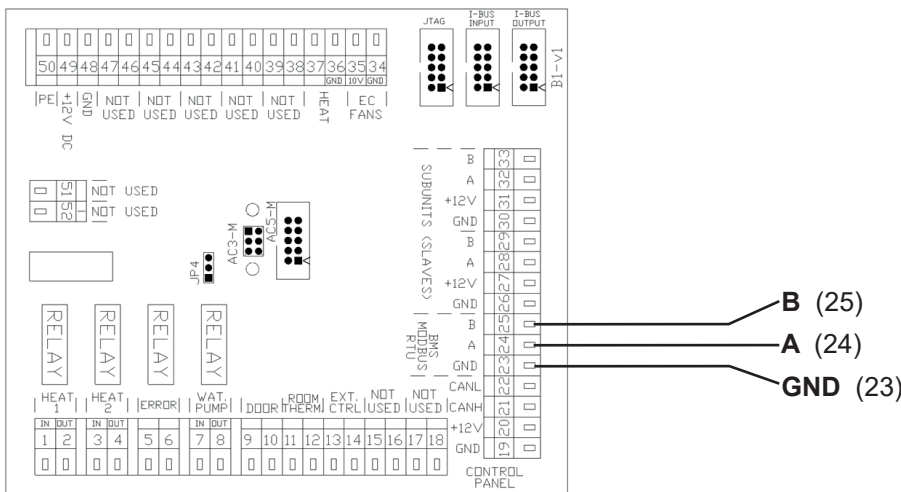 JTAG
I-BUS INPUT
I-BUS OUTPUT
B1-v1
50 49 48 47 46 45 44 43 42 41 40 39 38 37 36 35 34
GND 10V GND
PE
+12V DC
GND
NOT USED
NOT USED
NOT USED
NOT USED
NOT USED
HEAT
EC FANS
51 NOT USED
52 NOT USED
AC3-M
AC5-M
JP4
SUBUNITS (SLAVES)
B 33
A 32
+12V 31
GND 30
B 29
A 28
+12V 27
GND 26
BMS MODBUS RTU
B 25
A 24
GND 23
CANL 22
CANH 21
+12V 20
GND 19
CONTROL PANEL
B (25)
A (24)
GND (23)
RELAY
RELAY
RELAY
RELAY
HEAT 1
HEAT 2
ERROR
WAT. PUMP
DOOR
ROOM THERM
EXT. CTRL
NOT USED
NOT USED
IN OUT IN OUT IN OUT
1 2 3 4 5 6 7 8 9 10 11 12 13 14 15 16 17 18